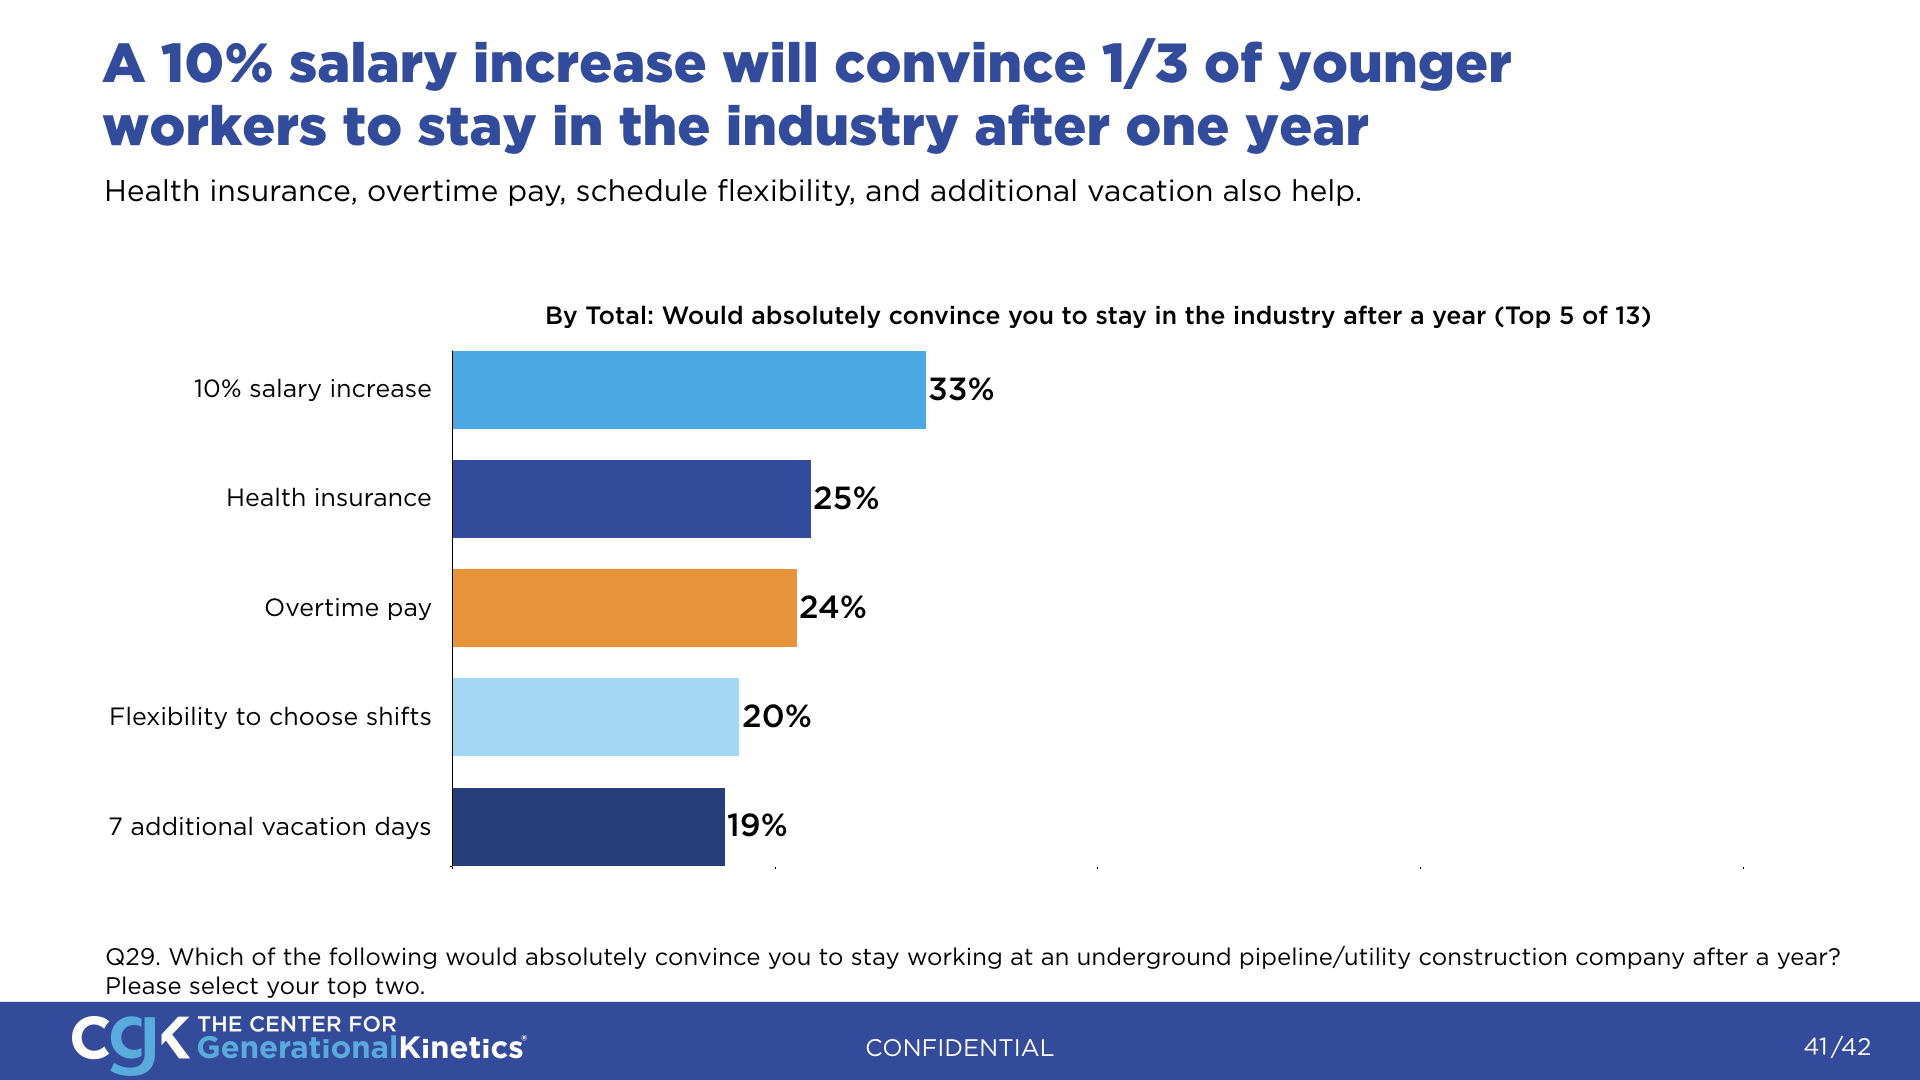 A 10% salary increase will convince 1/3 of younger
workers to stay in the industry after one year
Health insurance, overtime pay, schedule flexibility, and additional vacation also help.
By Total: Would absolutely convince you to stay in the industry after a year (Top 5 of 13)
10% salary increase 33%
Health insurance 25%
Overtime pay 24%
Flexibility to choose shifts 20%
7 additional vacation days 19%
Q29. Which of the following would absolutely convince you to stay working at an underground pipeline/utility construction company after a year?
Please select your top two.
cgk THE CENTER FOR
GenerationalKinetics®
CONFIDENTIAL
41/42